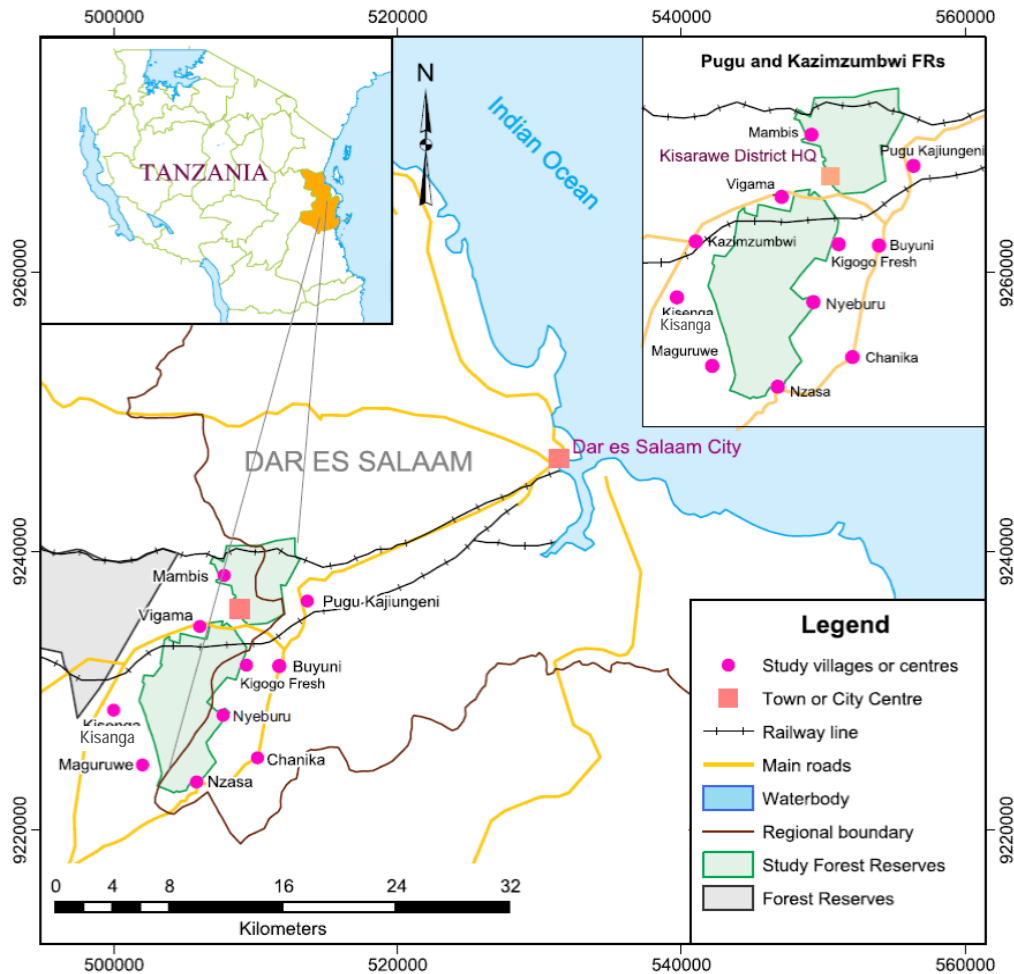 500000
520000
540000
560000
TANZANIA
N
Indian Ocean
Pugu and Kazimzumbwi FRs
Mambis
Kisarawe District HQ
Pugu Kajiungeni
Vigama
Kazimzumbwi
Buyuni
Kigogo Fresh
Nyeburu
Kisenga
Kisanga
Maguruwe
Chanika
Nzasa
9260000
9260000
DAR ES SALAAM
Dar es Salaam City
9240000
9240000
Mambis
Pugu Kajiungeni
Vigama
Buyuni
Kigogo Fresh
Nyeburu
Kisenga
Kisanga
Maguruwe
Chanika
Nzasa
9220000
9220000
Legend
Study villages or centres
Town or City Centre
Railway line
Main roads
Waterbody
Regional boundary
Study Forest Reserves
Forest Reserves
0 4 8 16 24 32
Kilometers
500000
520000
540000
560000